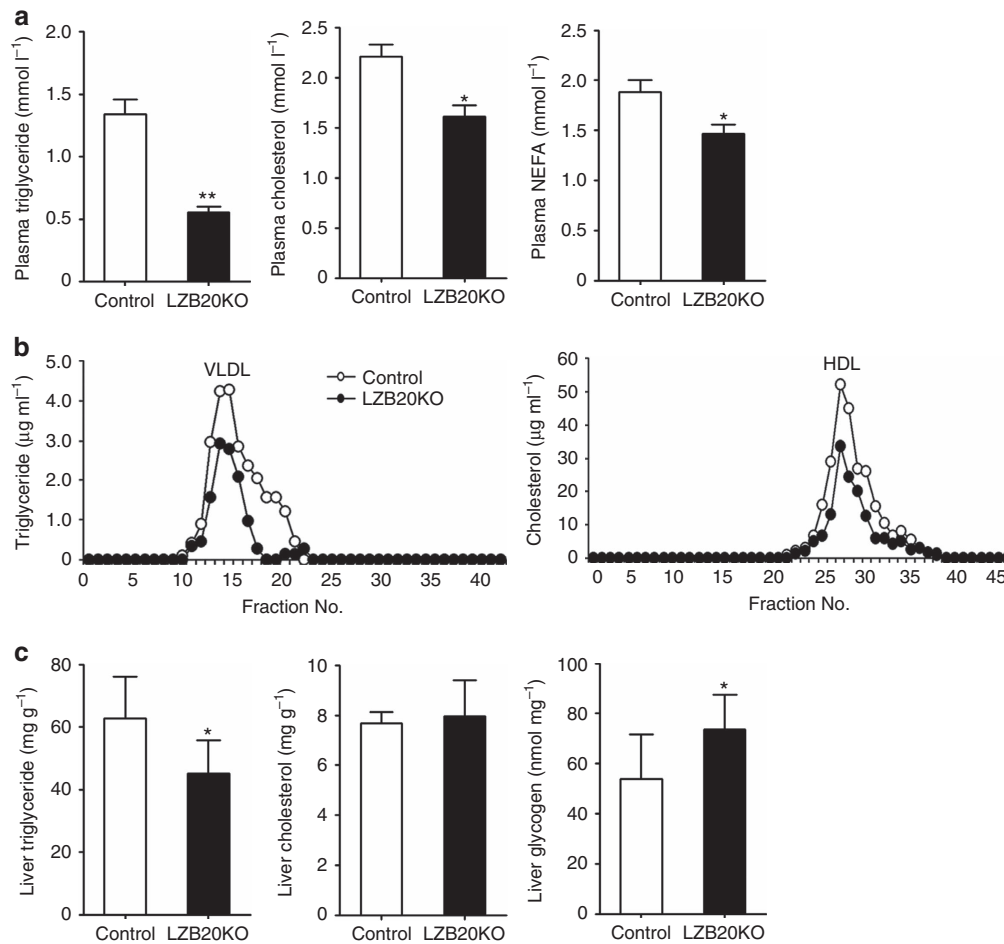 a
Plasma triglyceride (mmol l⁻¹)
2.0
1.5
1.0
0.5
0
**
Control LZB20KO
Plasma cholesterol (mmol l⁻¹)
2.5
2.0
1.5
1.0
0.5
0
*
Control LZB20KO
Plasma NEFA (mmol l⁻¹)
2.5
2.0
1.5
1.0
0.5
0
*
Control LZB20KO
b
Triglyceride (µg ml⁻¹)
5.0
4.0
3.0
2.0
1.0
0
VLDL
Control
LZB20KO
0 5 10 15 20 25 30 35 40
Fraction No.
Cholesterol (µg ml⁻¹)
60
50
40
30
20
10
0
HDL
0 5 10 15 20 25 30 35 40 45
Fraction No.
c
Liver triglyceride (mg g⁻¹)
80
60
40
20
0
*
Control LZB20KO
Liver cholesterol (mg g⁻¹)
10
8
6
4
2
0
Control LZB20KO
Liver glycogen (nmol mg⁻¹)
100
80
60
40
20
0
*
Control LZB20KO